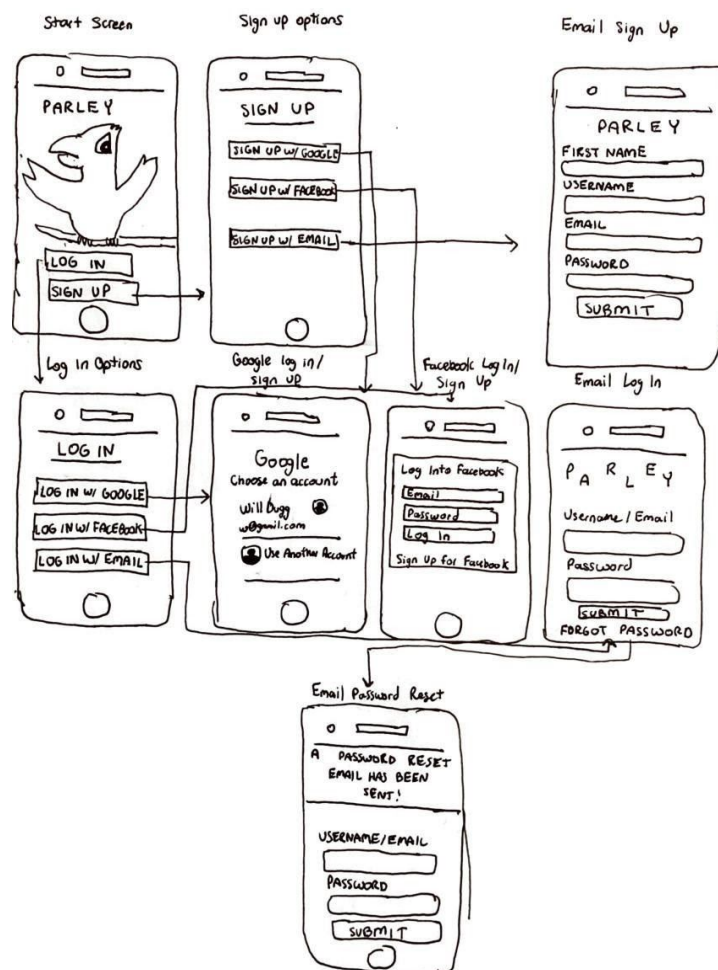 Start Screen
Sign up options
Email Sign Up
PARLEY
LOG IN
SIGN UP
SIGN UP
SIGN UP W/ GOOGLE
SIGN UP W/ FACEBOOK
SIGN UP W/ EMAIL
PARLEY
FIRST NAME
USERNAME
EMAIL
PASSWORD
SUBMIT
Log In Options
Google log in/
sign up
Facebook Log In/
Sign Up
Email Log In
LOG IN
LOG IN W/ GOOGLE
LOG IN W/ FACEBOOK
LOG IN W/ EMAIL
Google
Choose an account
Will Bugg
w@gmail.com
Use Another Account
Log Into Facebook
Email
Password
Log In
Sign Up for Facebook
PARLEY
Username/Email
Password
SUBMIT
FORGOT PASSWORD
Email Password Reset
A PASSWORD RESET
EMAIL HAS BEEN
SENT!
USERNAME/EMAIL
PASSWORD
SUBMIT